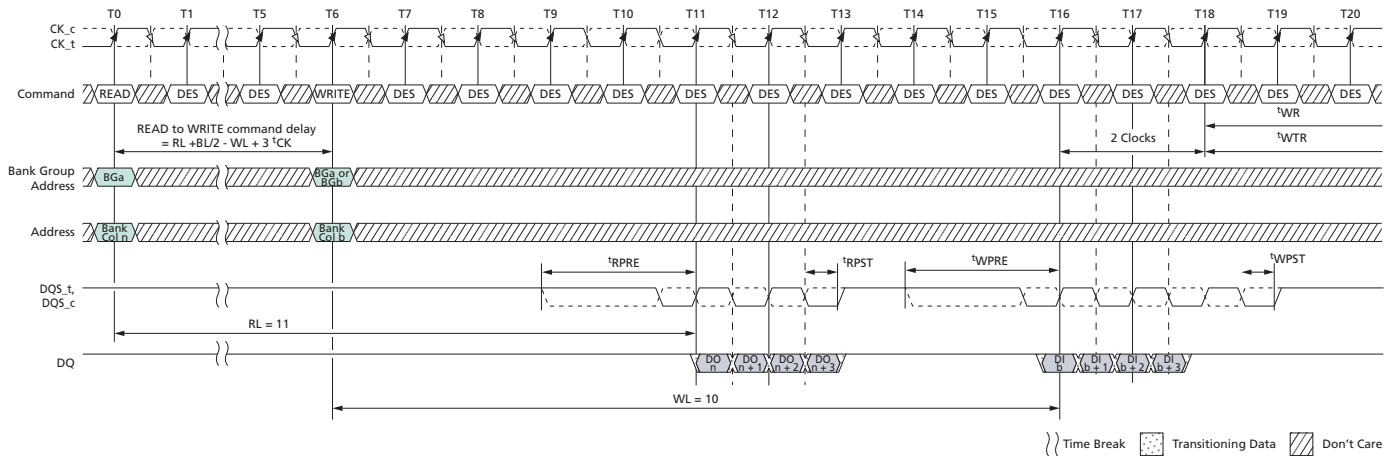 T0 T1 T5 T6 T7 T8 T9 T10 T11 T12 T13 T14 T15 T16 T17 T18 T19 T20
CK_c
CK_t
Command READ DES DES WRITE DES DES DES DES DES DES DES DES DES DES DES DES DES DES
tWR
READ to WRITE command delay
= RL +BL/2 - WL + 3 tCK
2 Clocks tWTR
Bank Group
Address
BGa
BGa or
BGb
Address
Bank
Col n
Bank
Col b
tRPRE tRPST tWPRE tWPST
DQS_t,
DQS_c
RL = 11
DQ
DO
n
DO
n + 1
DO
n + 2
DO
n + 3
DI
b
DI
b + 1
DI
b + 2
DI
b + 3
WL = 10
Time Break Transitioning Data Don't Care